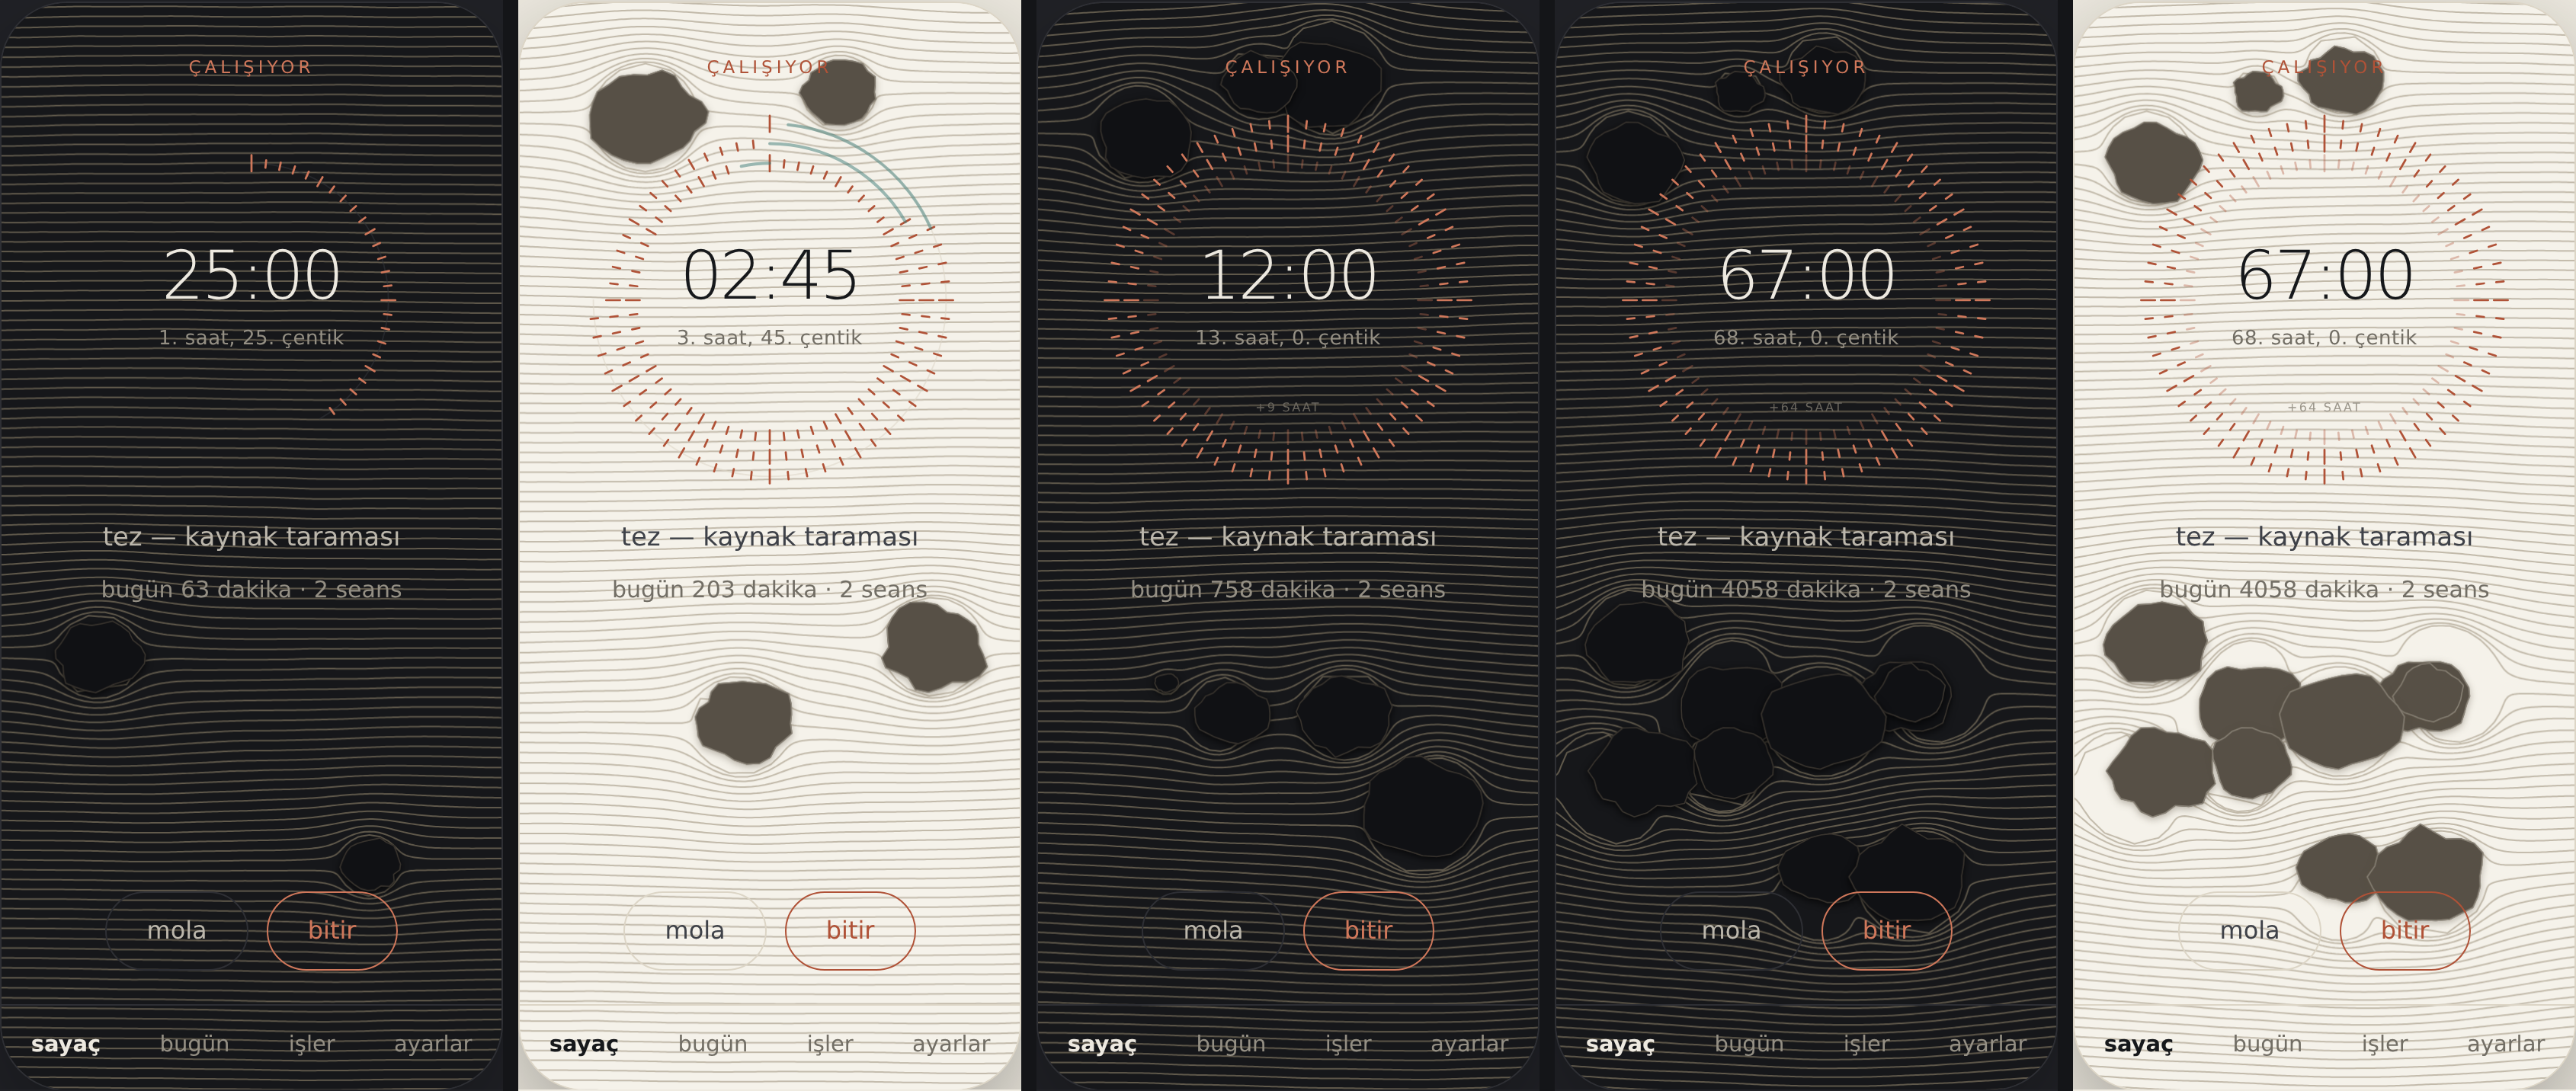 ÇALIŞIYOR
25:00
1. saat, 25. çentik
tez — kaynak taraması
bugün 63 dakika · 2 seans
mola
bitir
sayaç bugün işler ayarlar
ÇALIŞIYOR
02:45
3. saat, 45. çentik
tez — kaynak taraması
bugün 203 dakika · 2 seans
mola
bitir
sayaç bugün işler ayarlar
ÇALIŞIYOR
12:00
13. saat, 0. çentik
+9 SAAT
tez — kaynak taraması
bugün 758 dakika · 2 seans
mola
bitir
sayaç bugün işler ayarlar
ÇALIŞIYOR
67:00
68. saat, 0. çentik
+64 SAAT
tez — kaynak taraması
bugün 4058 dakika · 2 seans
mola
bitir
sayaç bugün işler ayarlar
ÇALIŞIYOR
67:00
68. saat, 0. çentik
+64 SAAT
tez — kaynak taraması
bugün 4058 dakika · 2 seans
mola
bitir
sayaç bugün işler ayarlar